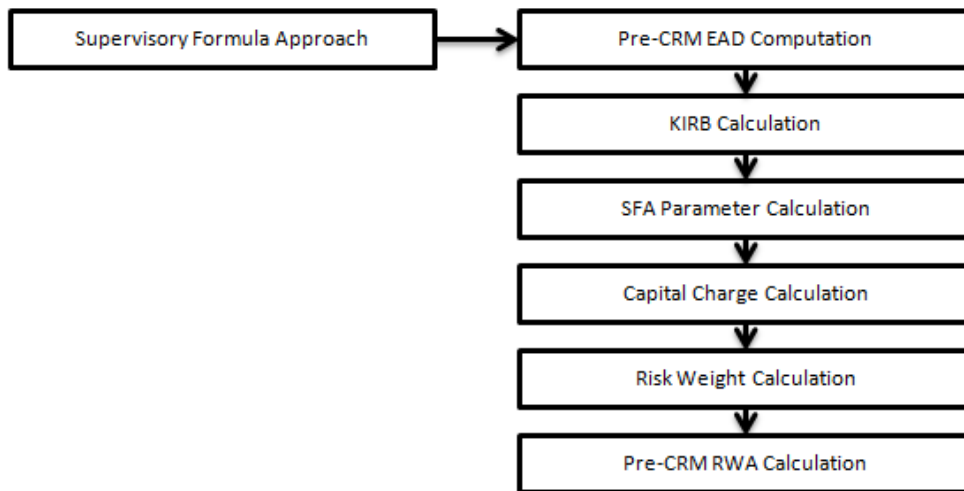 Supervisory Formula Approach
Pre-CRM EAD Computation
KIRB Calculation
SFA Parameter Calculation
Capital Charge Calculation
Risk Weight Calculation
Pre-CRM RWA Calculation